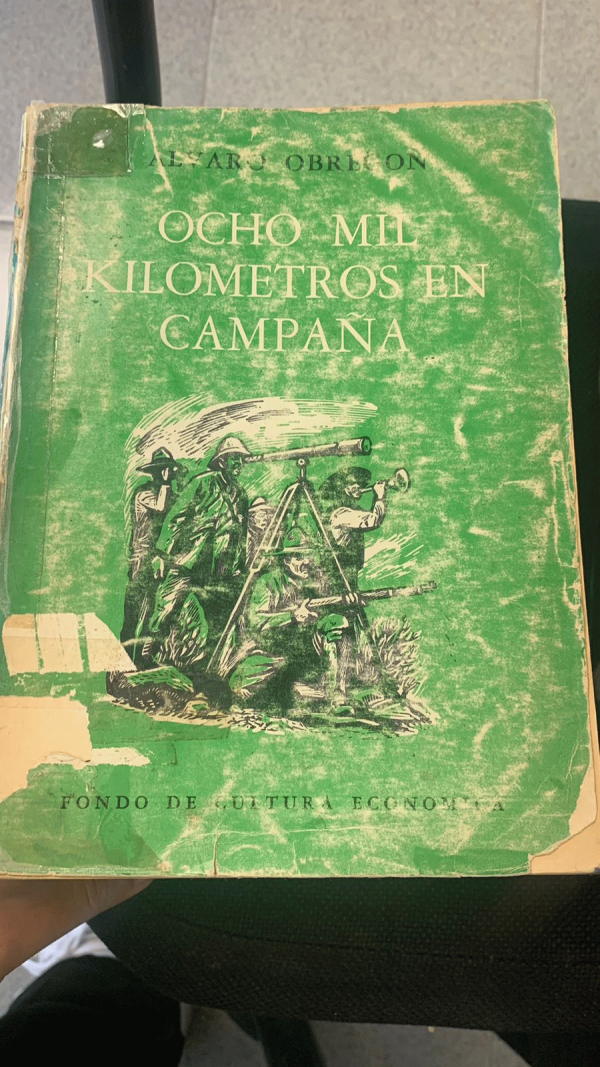 ALVARO OBREGON
OCHO MIL
KILOMETROS EN
CAMPAÑA
FONDO DE CULTURA ECONOMICA